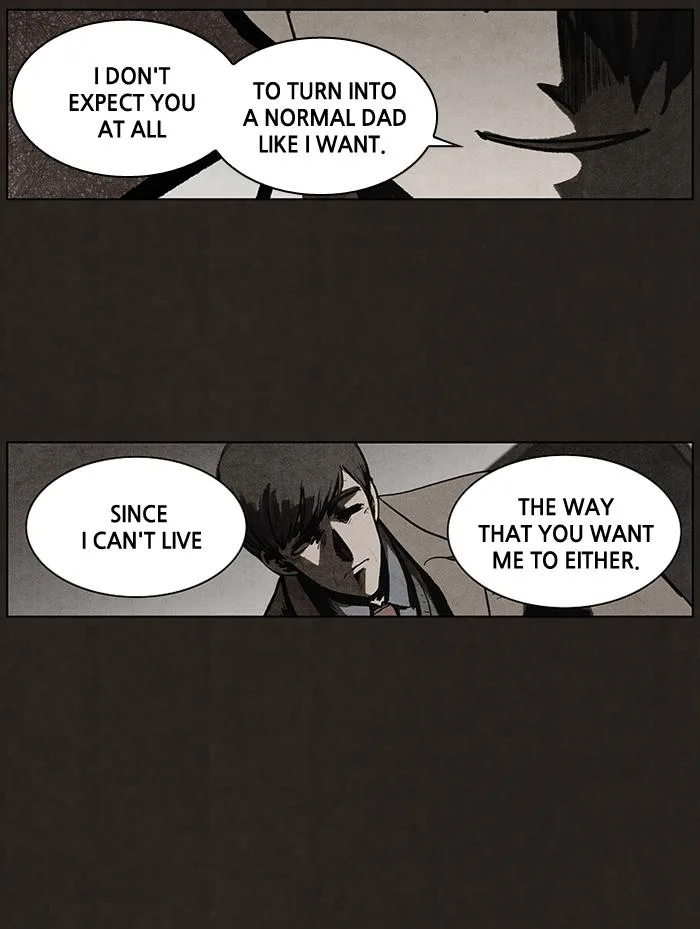 I DON'T
EXPECT YOU
AT ALL
TO TURN INTO
A NORMAL DAD
LIKE I WANT.
SINCE
I CAN'T LIVE
THE WAY
THAT YOU WANT
ME TO EITHER.